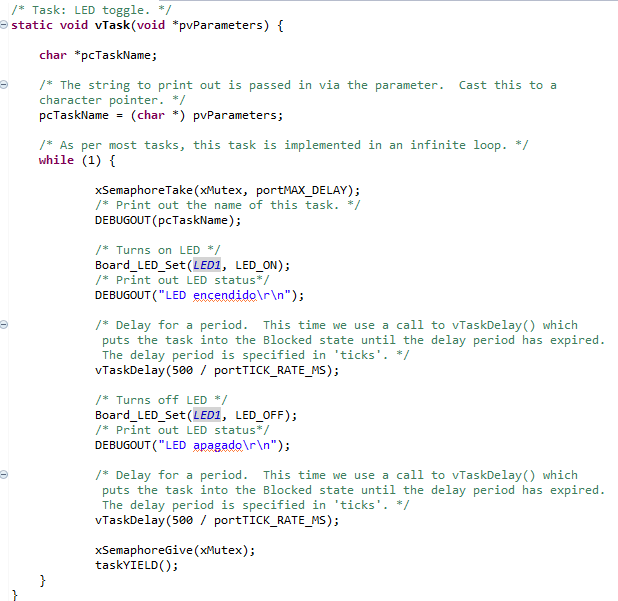 /* Task: LED toggle. */
static void vTask(void *pvParameters) {
char *pcTaskName;
/* The string to print out is passed in via the parameter.  Cast this to a
character pointer. */
pcTaskName = (char *) pvParameters;
/* As per most tasks, this task is implemented in an infinite loop. */
while (1) {
xSemaphoreTake(xMutex, portMAX_DELAY);
/* Print out the name of this task. */
DEBUGOUT(pcTaskName);
/* Turns on LED */
Board_LED_Set(LED1, LED_ON);
/* Print out LED status*/
DEBUGOUT("LED encendido\r\n");
/* Delay for a period.  This time we use a call to vTaskDelay() which
puts the task into the Blocked state until the delay period has expired.
The delay period is specified in 'ticks'. */
vTaskDelay(500 / portTICK_RATE_MS);
/* Turns off LED */
Board_LED_Set(LED1, LED_OFF);
/* Print out LED status*/
DEBUGOUT("LED apagado\r\n");
/* Delay for a period.  This time we use a call to vTaskDelay() which
puts the task into the Blocked state until the delay period has expired.
The delay period is specified in 'ticks'. */
vTaskDelay(500 / portTICK_RATE_MS);
xSemaphoreGive(xMutex);
taskYIELD();
}
}